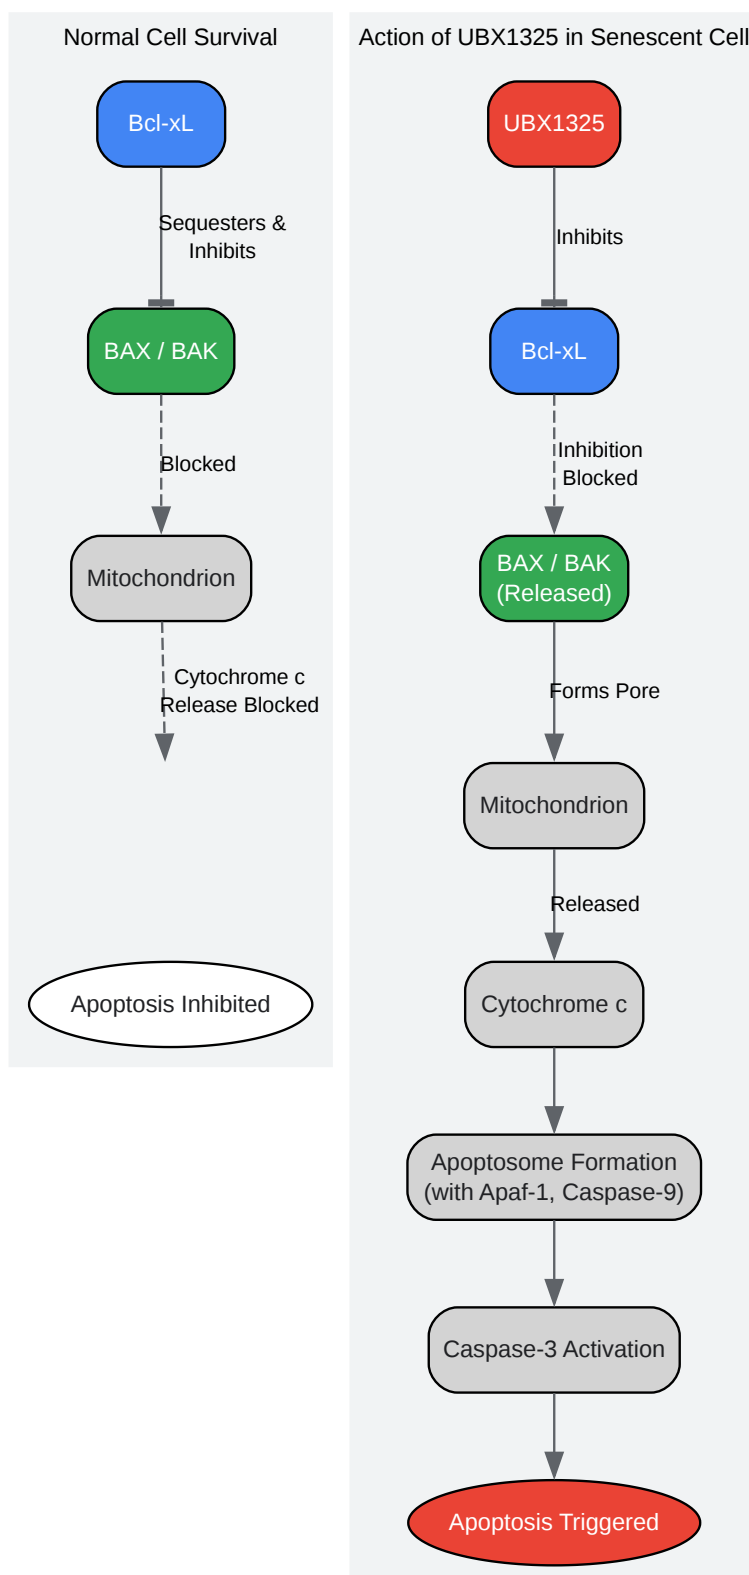 Normal Cell Survival
Bcl-xL
Sequesters &
Inhibits
BAX / BAK
Blocked
Mitochondrion
Cytochrome c
Release Blocked
Apoptosis Inhibited
Action of UBX1325 in Senescent Cell
UBX1325
Inhibits
Bcl-xL
Inhibition
Blocked
BAX / BAK
(Released)
Forms Pore
Mitochondrion
Released
Cytochrome c
Apoptosome Formation
(with Apaf-1, Caspase-9)
Caspase-3 Activation
Apoptosis Triggered